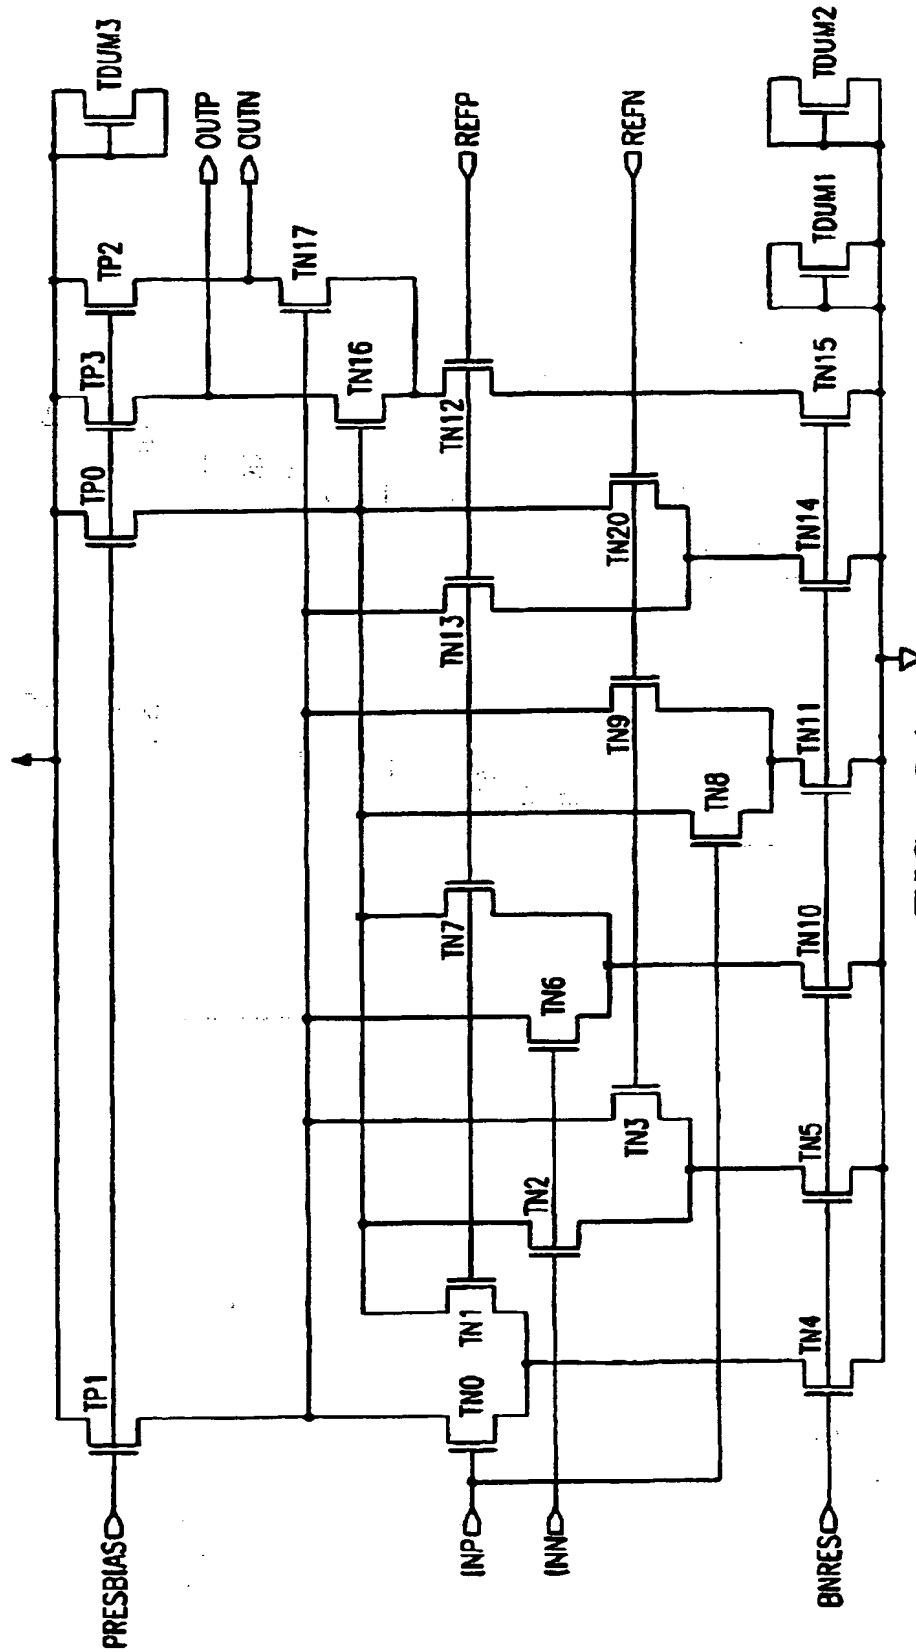 PRESBIAS
TP1
TP0
TP3
TP2
TDUM3
OUTP
OUTN
TN17
TN16
INP
TN0
TN1
TN7
TN13
TN12
REFP
INN
TN2
TN6
TN3
TN8
TN9
TN20
REFN
BNRES
TN4
TN5
TN10
TN11
TN14
TN15
TDUM1
TDUM2